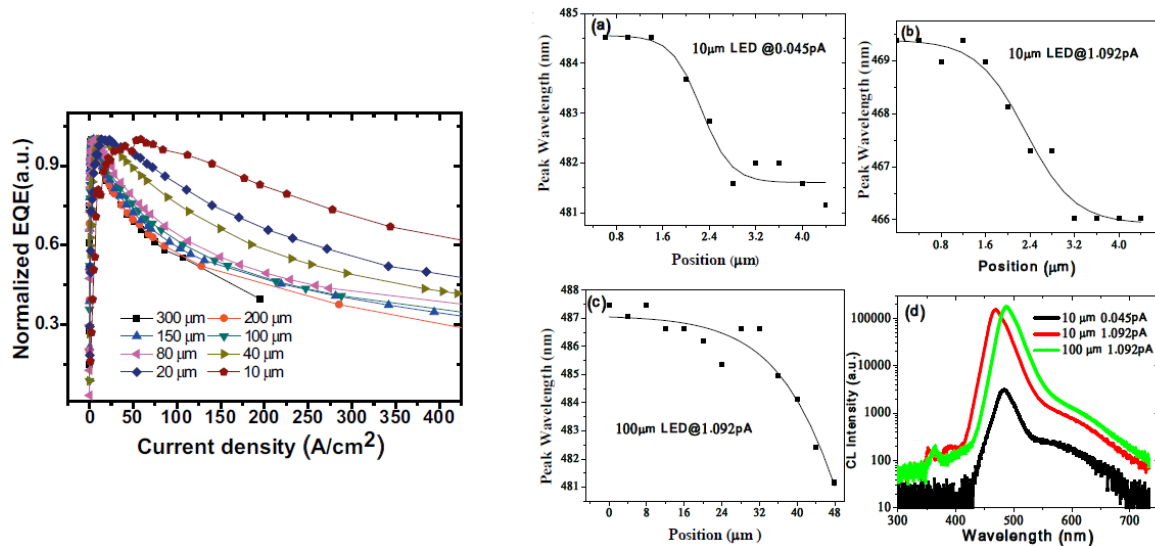 Normalized EQE(a.u.)
0.9
0.6
0.3
300 μm 200 μm
150 μm 100 μm
80 μm 40 μm
20 μm 10 μm
0 50 100 150 200 250 300 350 400
Current density (A/cm²)
(a)
10μm LED @0.045pA
Peak Wavelength (nm)
485
484
483
482
481
0.8 1.6 2.4 3.2 4.0
Position (μm)
(b)
10μm LED@1.092pA
Peak Wavelength (nm)
469
468
467
466
0.8 1.6 2.4 3.2 4.0
Position (μm)
(c)
100μm LED@1.092pA
Peak Wavelength (nm)
488
487
486
485
484
483
482
481
0 8 16 24 32 40 48
Position (μm )
(d)
10 μm 0.045pA
10 μm 1.092pA
100 μm 1.092pA
CL Intensity (a.u.)
100000
10000
1000
100
10
300 400 500 600 700
Wavelength (nm)